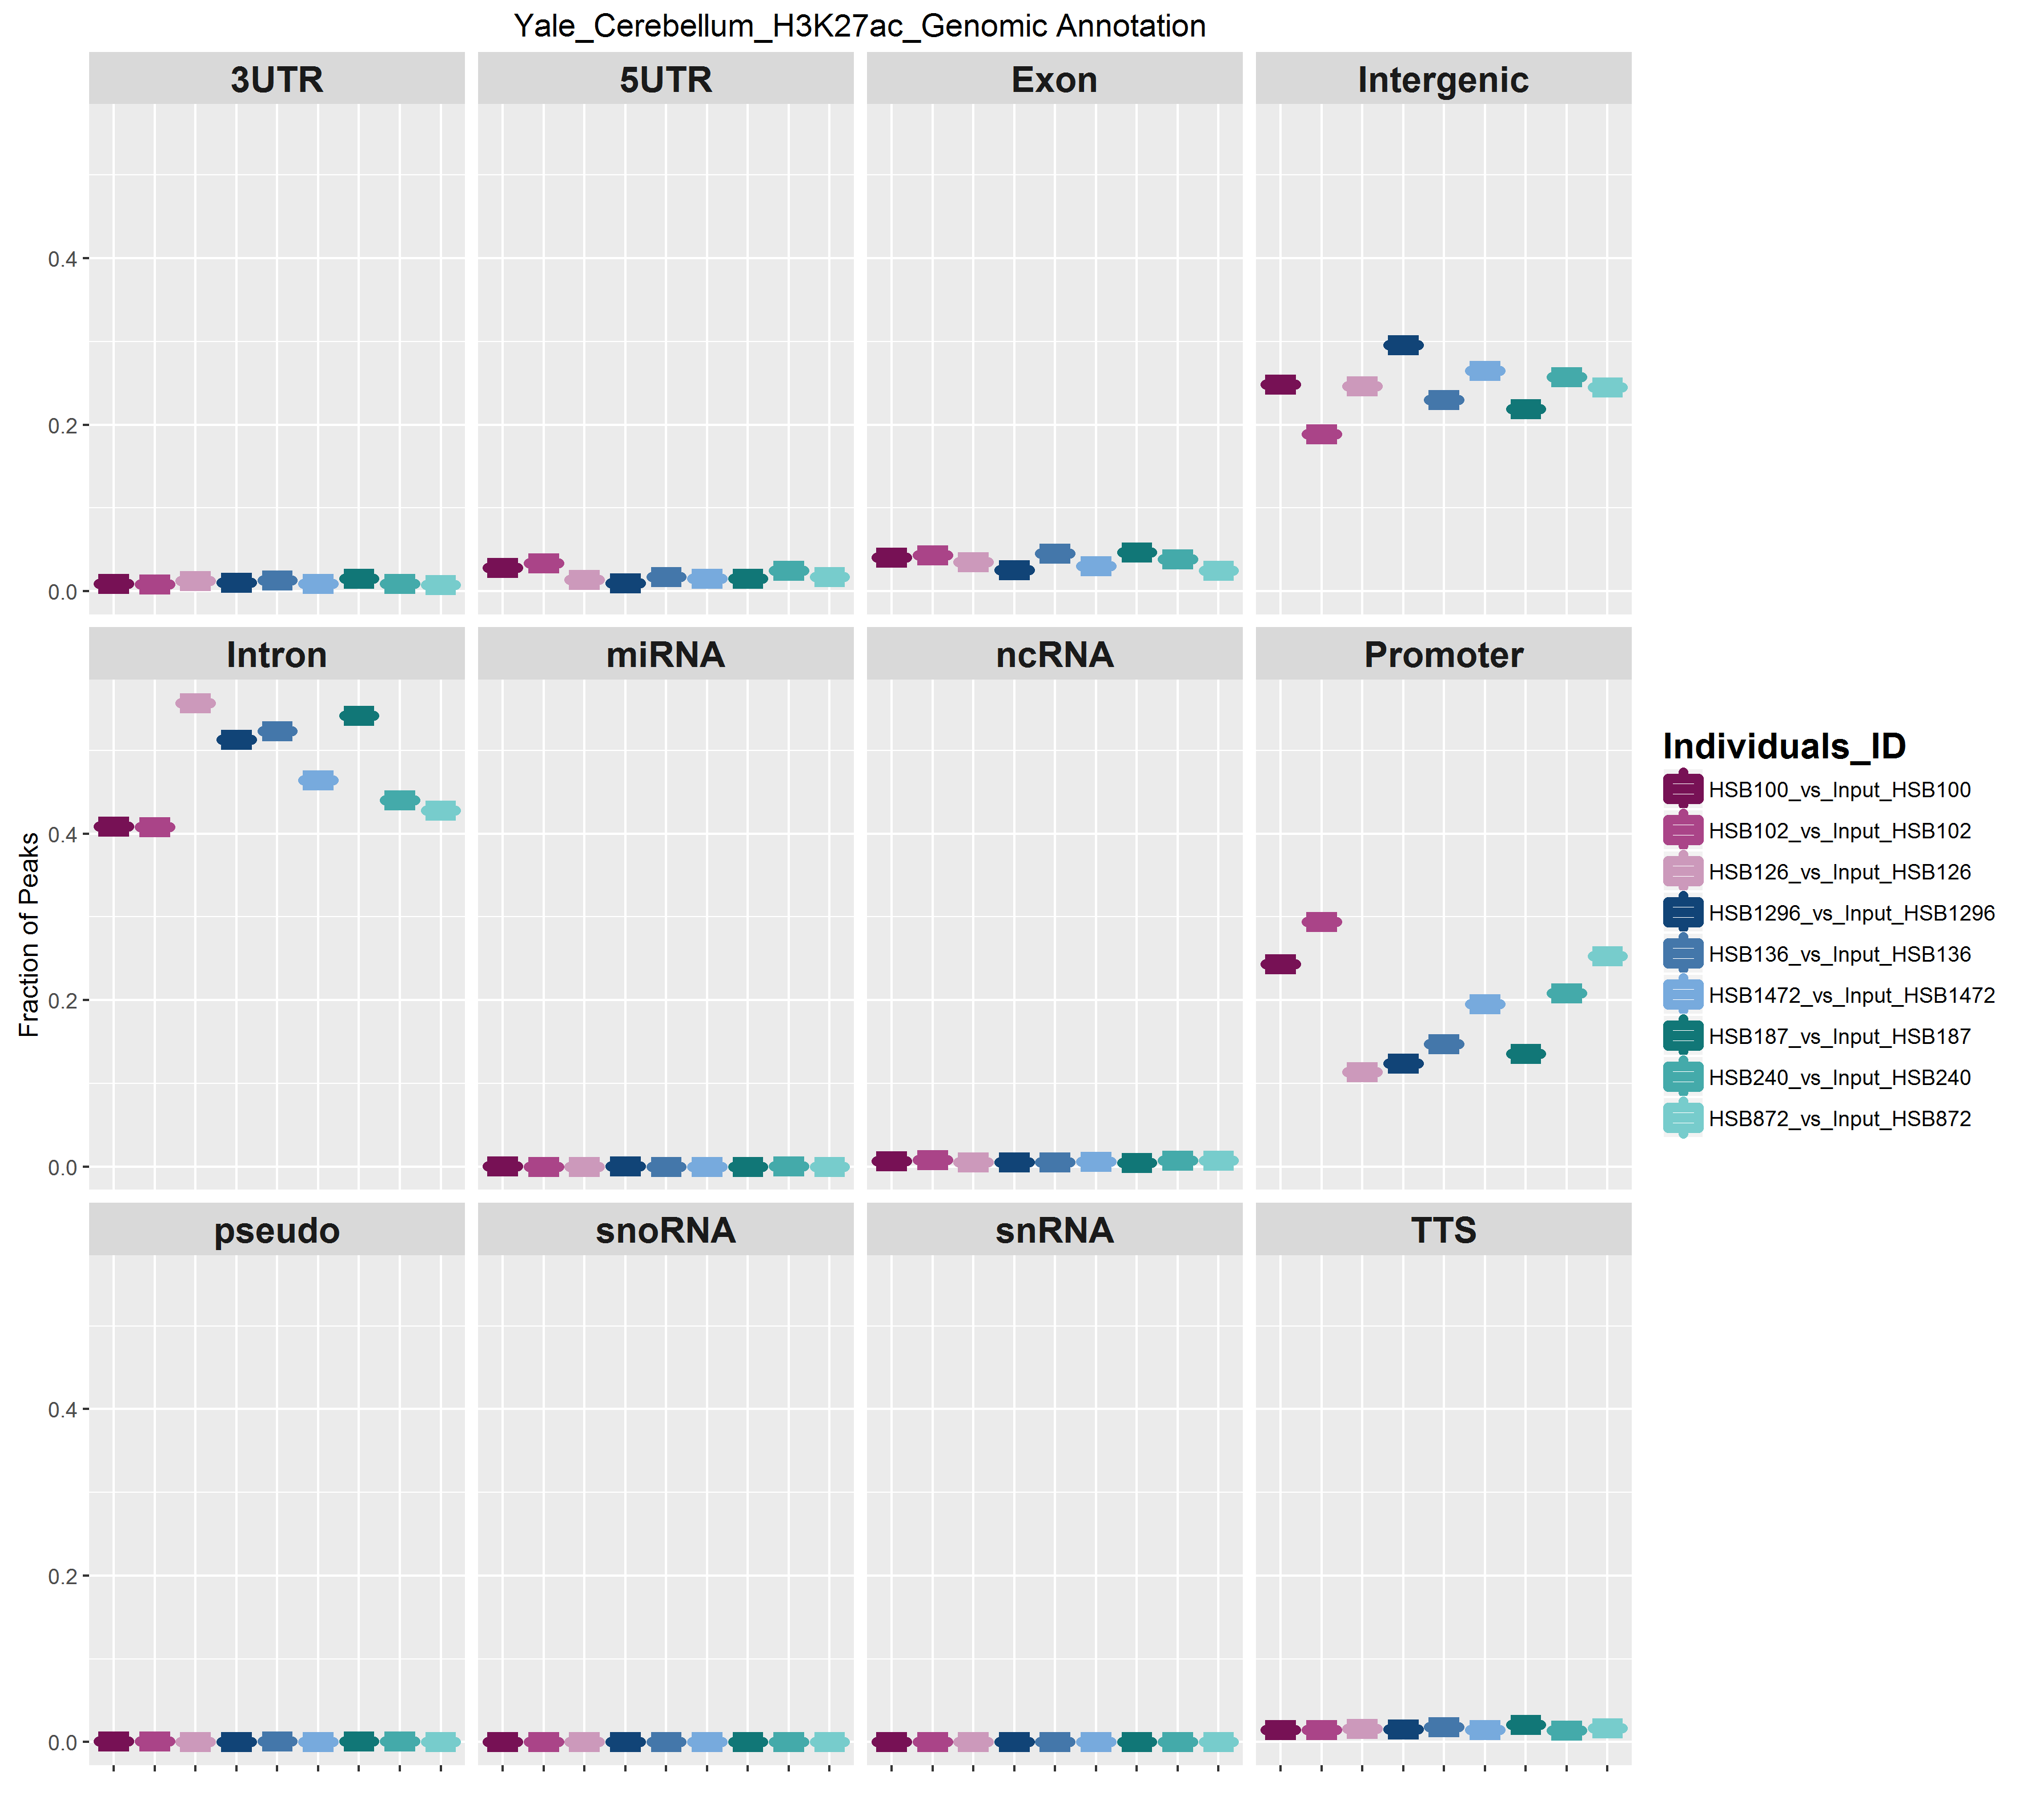 Yale_Cerebellum_H3K27ac_Genomic Annotation
3UTR 5UTR Exon Intergenic
0.4
0.2
0.0
Intron miRNA ncRNA Promoter
0.4
0.2
0.0
pseudo snoRNA snRNA TTS
0.4
0.2
0.0
Fraction of Peaks
Individuals_ID
HSB100_vs_Input_HSB100
HSB102_vs_Input_HSB102
HSB126_vs_Input_HSB126
HSB1296_vs_Input_HSB1296
HSB136_vs_Input_HSB136
HSB1472_vs_Input_HSB1472
HSB187_vs_Input_HSB187
HSB240_vs_Input_HSB240
HSB872_vs_Input_HSB872